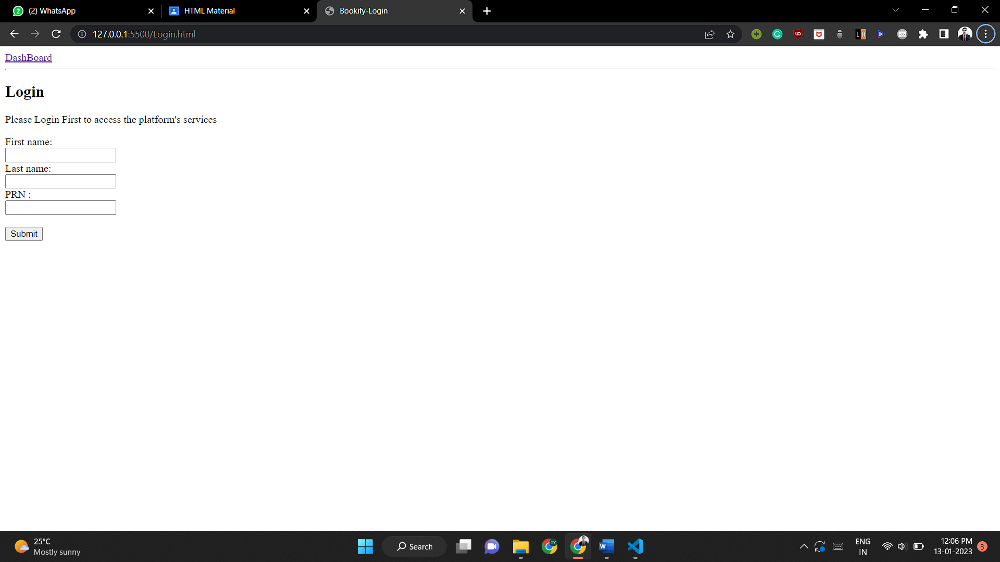 (2) WhatsApp
HTML Material
Bookify-Login
127.0.0.1:5500/Login.html
DashBoard
Login
Please Login First to access the platform's services
First name:
Last name:
PRN :
Submit
25°C
Mostly sunny
Search
ENG
IN
12:06 PM
13-01-2023
3